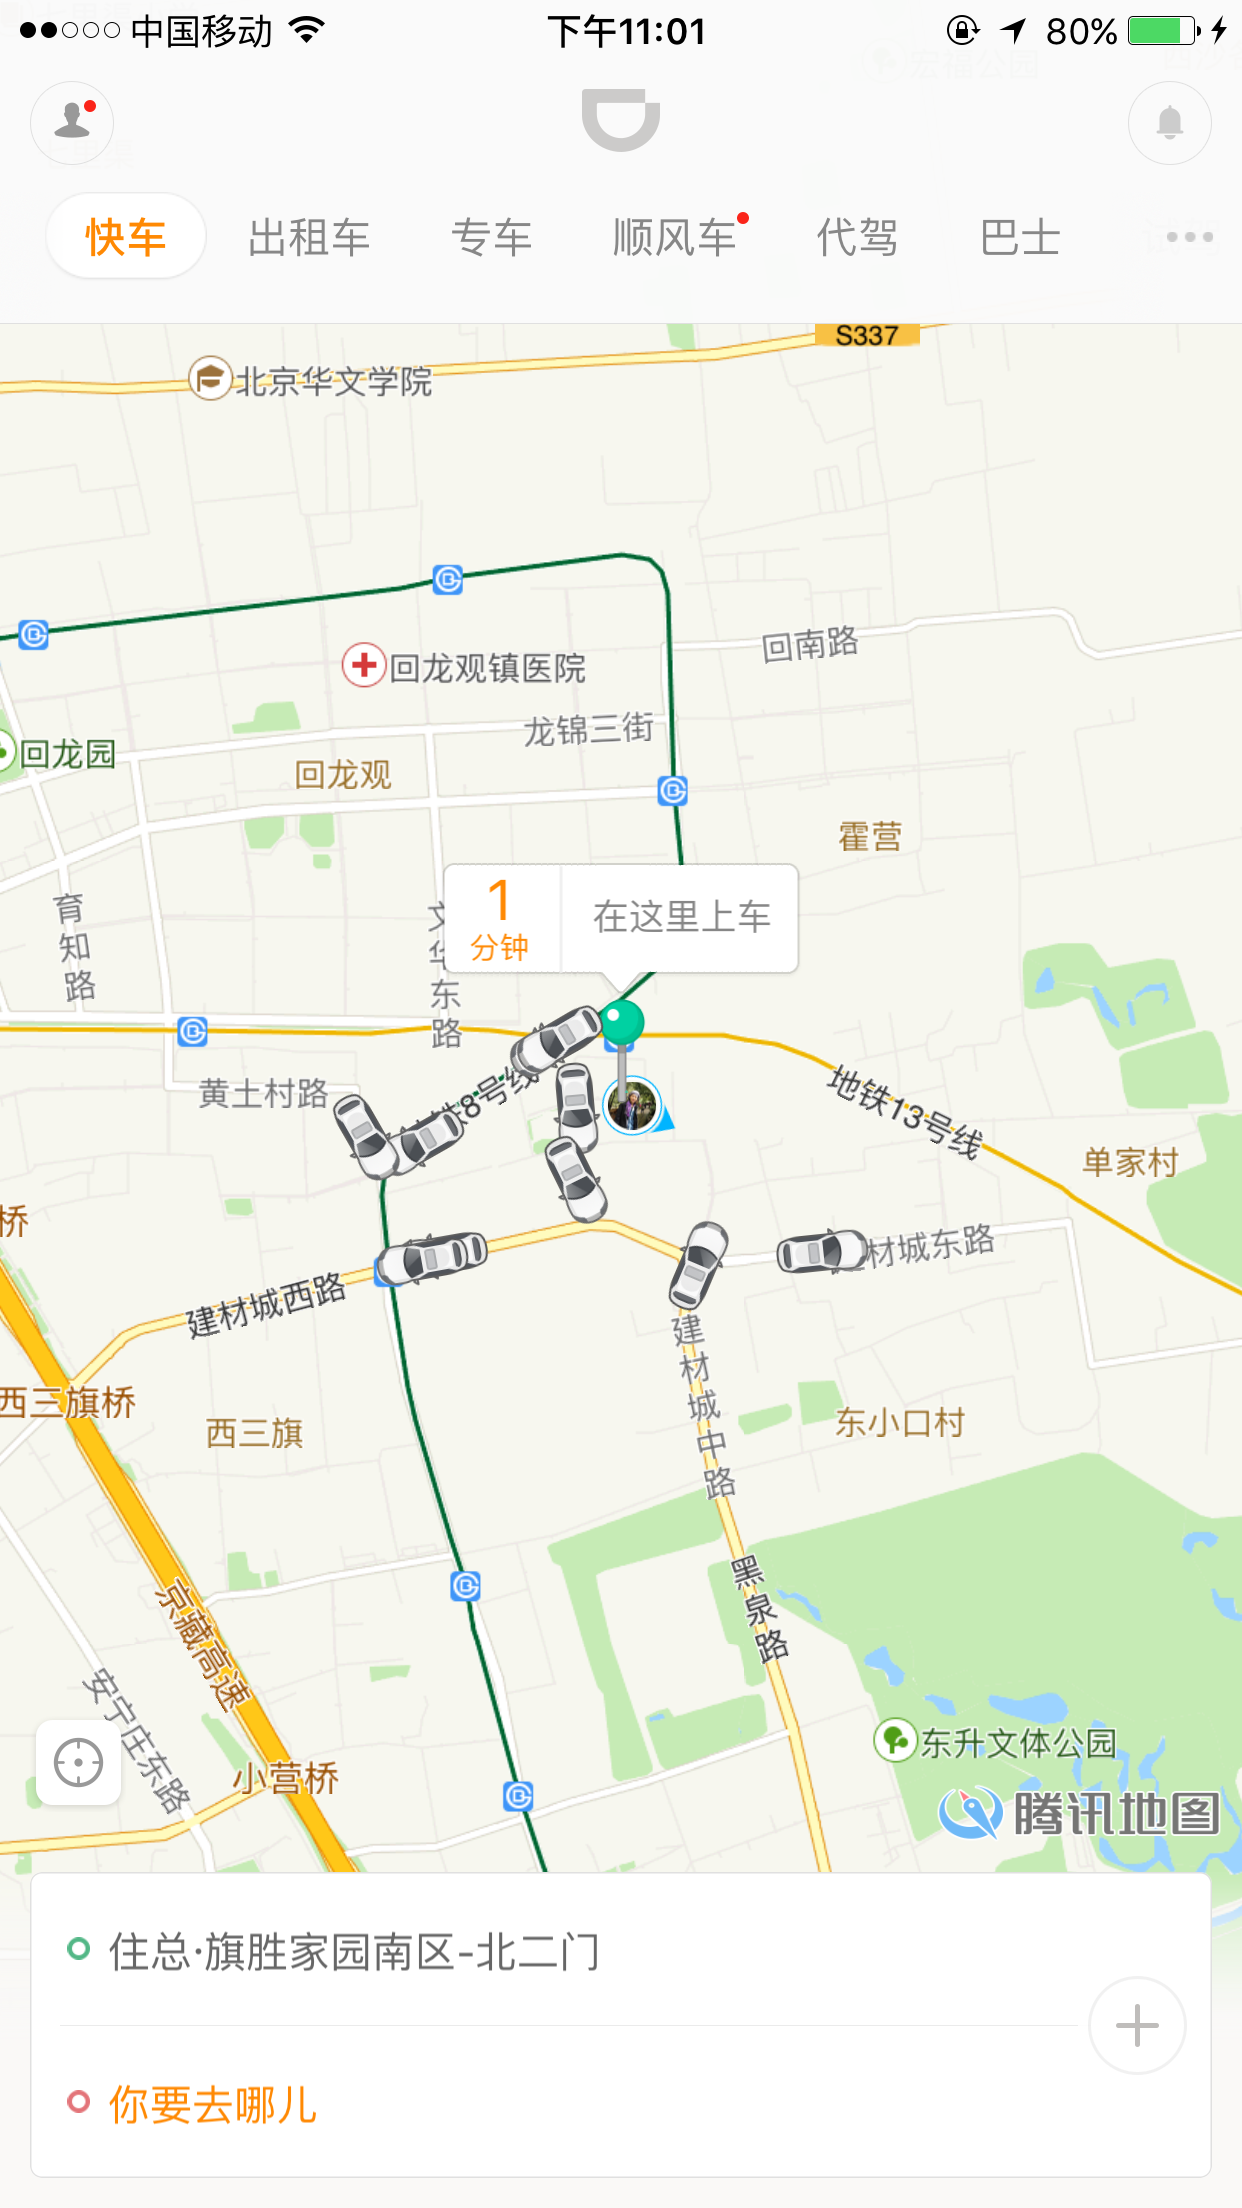 中国移动 下午11:01 80%
快车 出租车 专车 顺风车 代驾 巴士
S337
北京华文学院
回南路
回龙观镇医院
龙锦三街
回龙园
回龙观
霍营
育知路
1
分钟
在这里上车
文华东路
黄土村路
铁8号线
地铁13号线
单家村
桥
材城东路
建材城西路
建材城中路
西三旗桥
西三旗
东小口村
黑泉路
京藏高速
安宁庄东路
小营桥
东升文体公园
腾讯地图
住总·旗胜家园南区-北二门
你要去哪儿